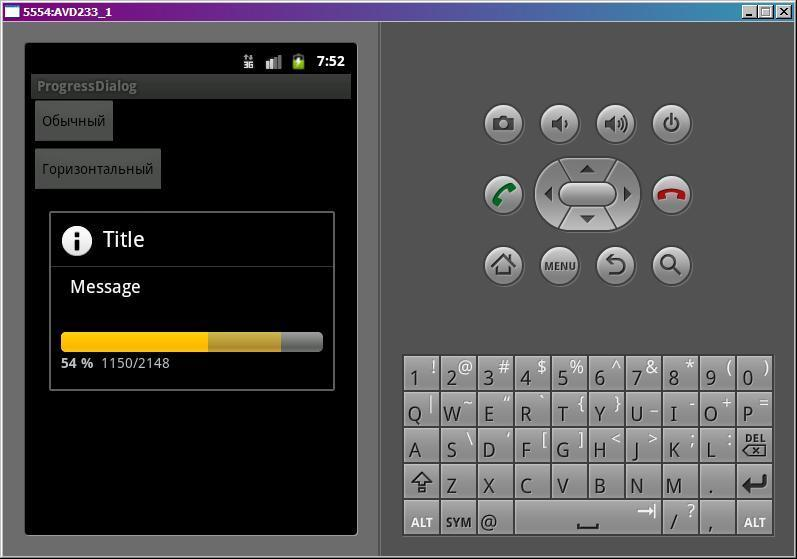 5554:AVD233_1
3G 7:52
ProgressDialog
Обычный
Горизонтальный
Title
Message
54 % 1150/2148
MENU
1 ! 2 @ 3 # 4 $ 5 % 6 ^ 7 & 8 * 9 ( 0 )
Q | W ~ E “ R ` T { Y } U _ I - O + P =
A S \ D ‘ F [ G ] H < J > K ; L : DEL
Z X C V B N M .
ALT SYM @ / ? , ALT